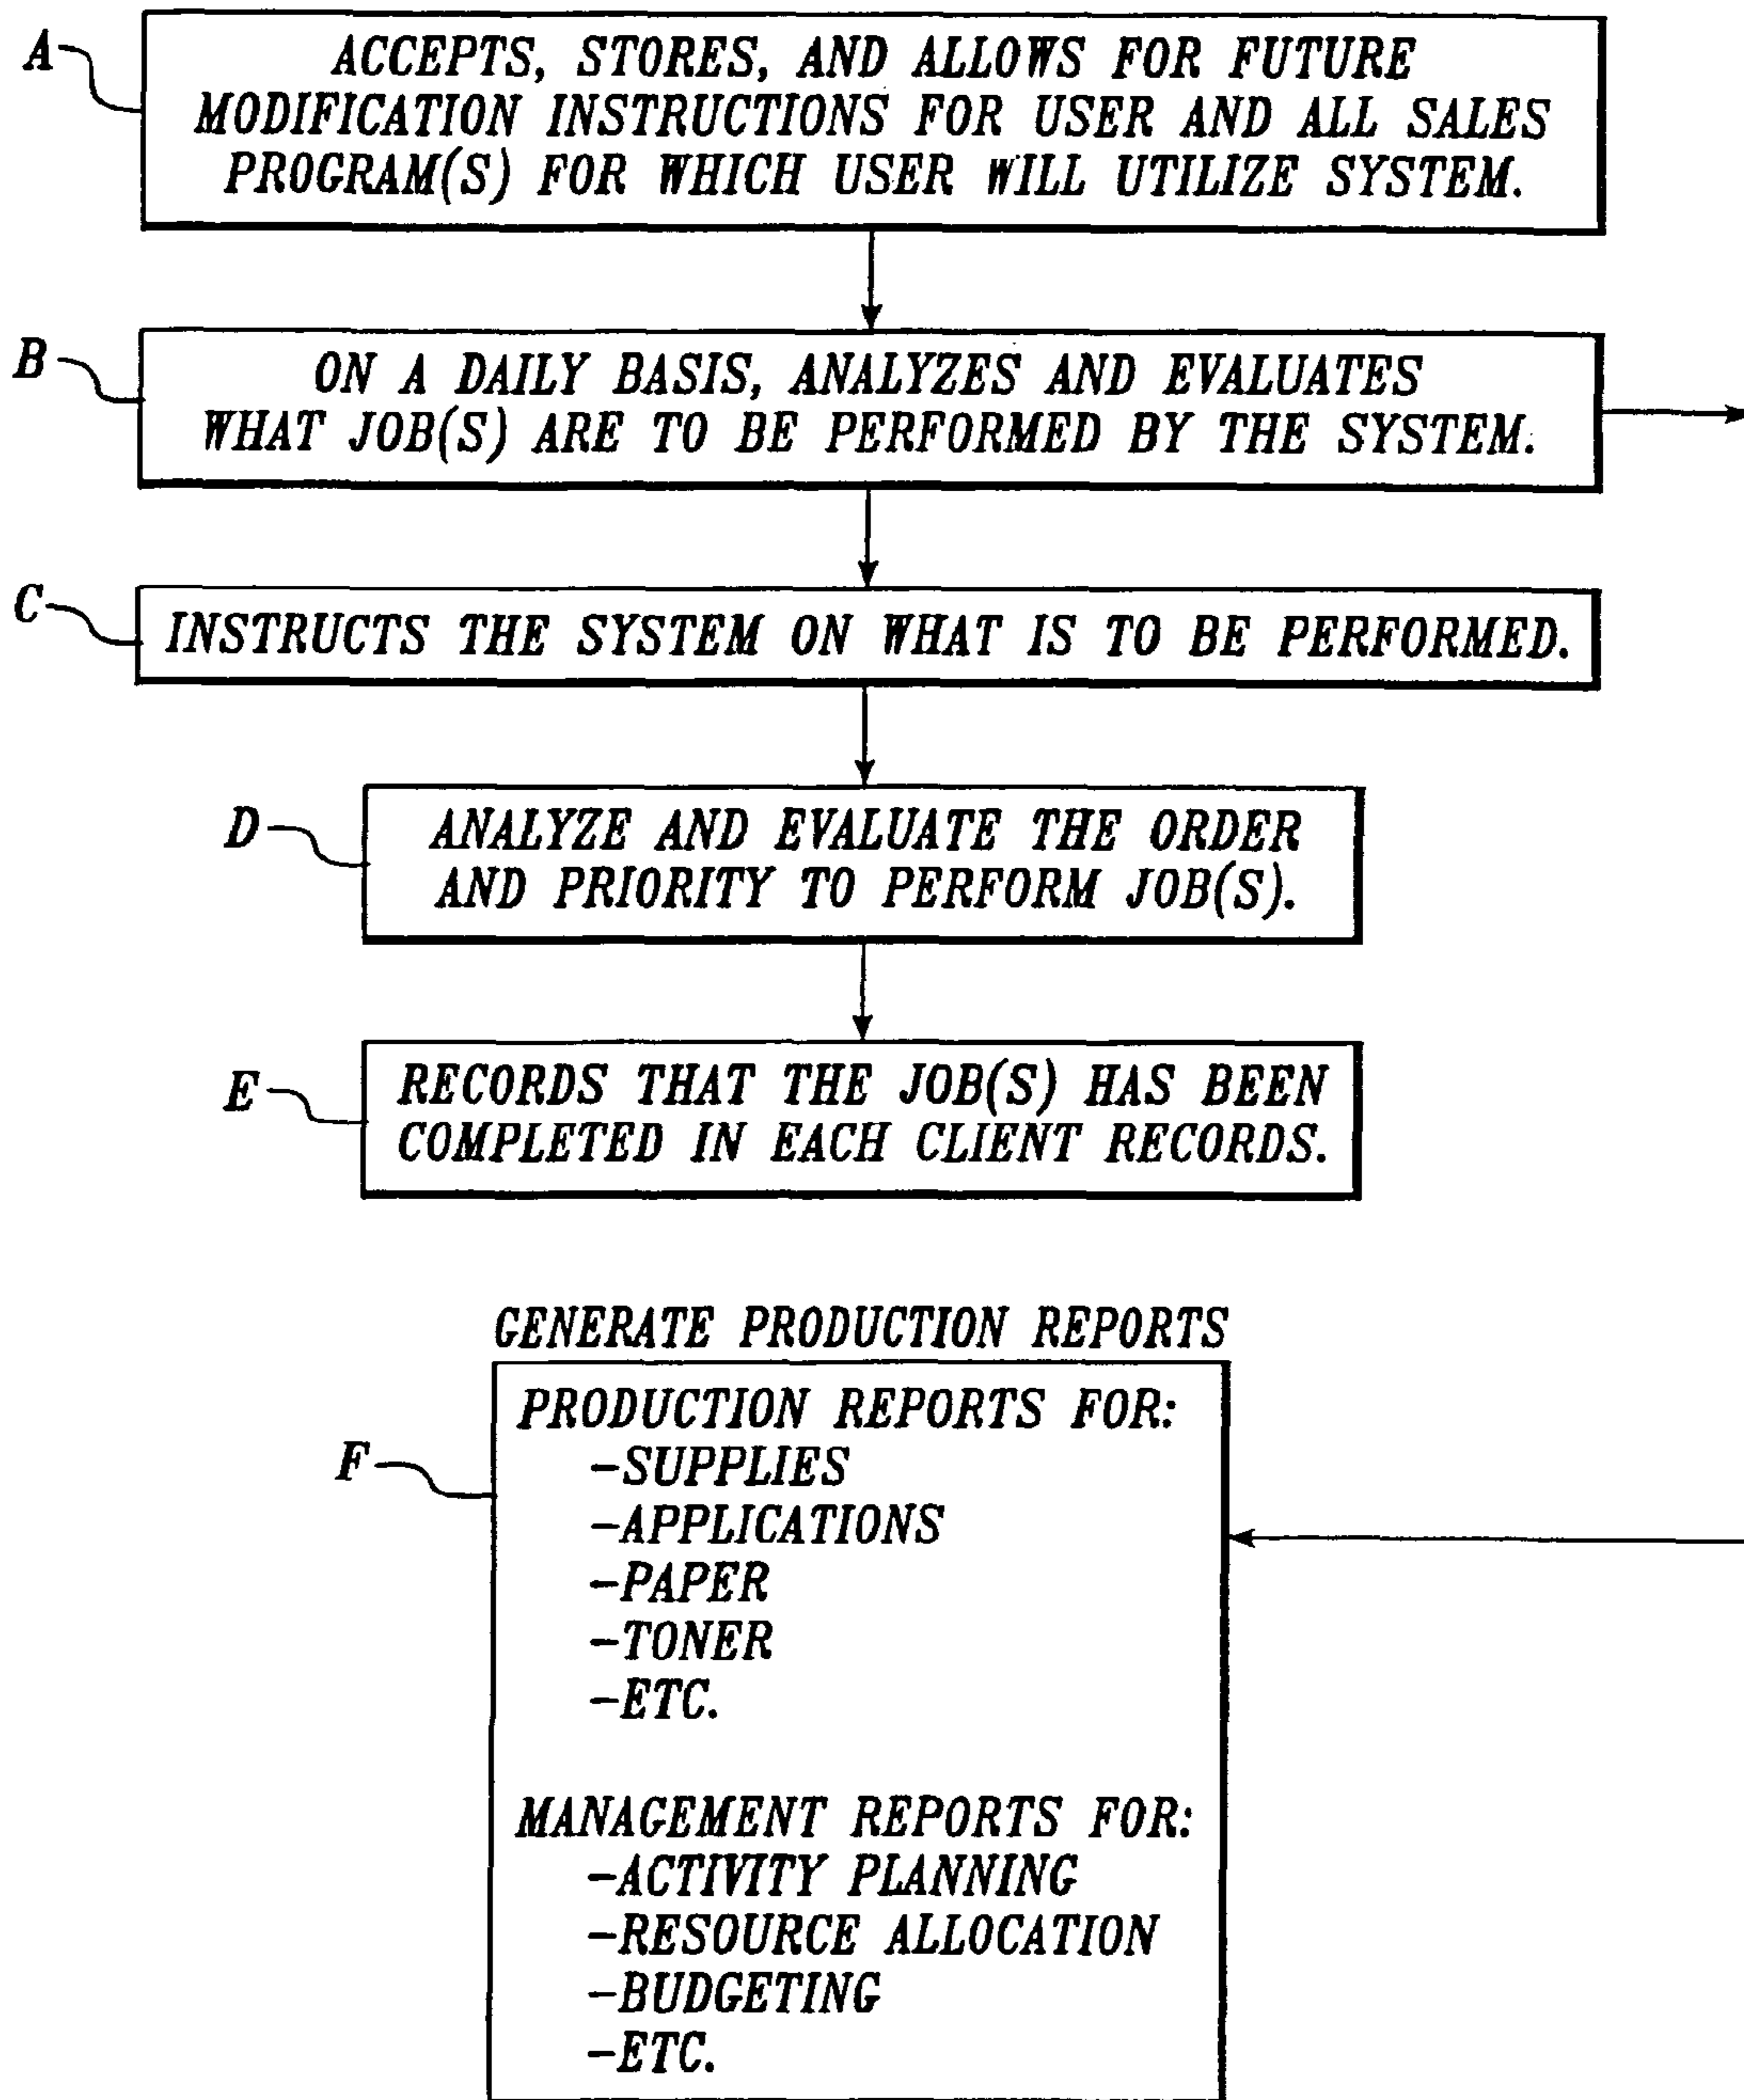 A
ACCEPTS, STORES, AND ALLOWS FOR FUTURE
MODIFICATION INSTRUCTIONS FOR USER AND ALL SALES
PROGRAM(S) FOR WHICH USER WILL UTILIZE SYSTEM.
B
ON A DAILY BASIS, ANALYZES AND EVALUATES
WHAT JOB(S) ARE TO BE PERFORMED BY THE SYSTEM.
C
INSTRUCTS THE SYSTEM ON WHAT IS TO BE PERFORMED.
D
ANALYZE AND EVALUATE THE ORDER
AND PRIORITY TO PERFORM JOB(S).
E
RECORDS THAT THE JOB(S) HAS BEEN
COMPLETED IN EACH CLIENT RECORDS.
GENERATE PRODUCTION REPORTS
F
PRODUCTION REPORTS FOR:
-SUPPLIES
-APPLICATIONS
-PAPER
-TONER
-ETC.
MANAGEMENT REPORTS FOR:
-ACTIVITY PLANNING
-RESOURCE ALLOCATION
-BUDGETING
-ETC.